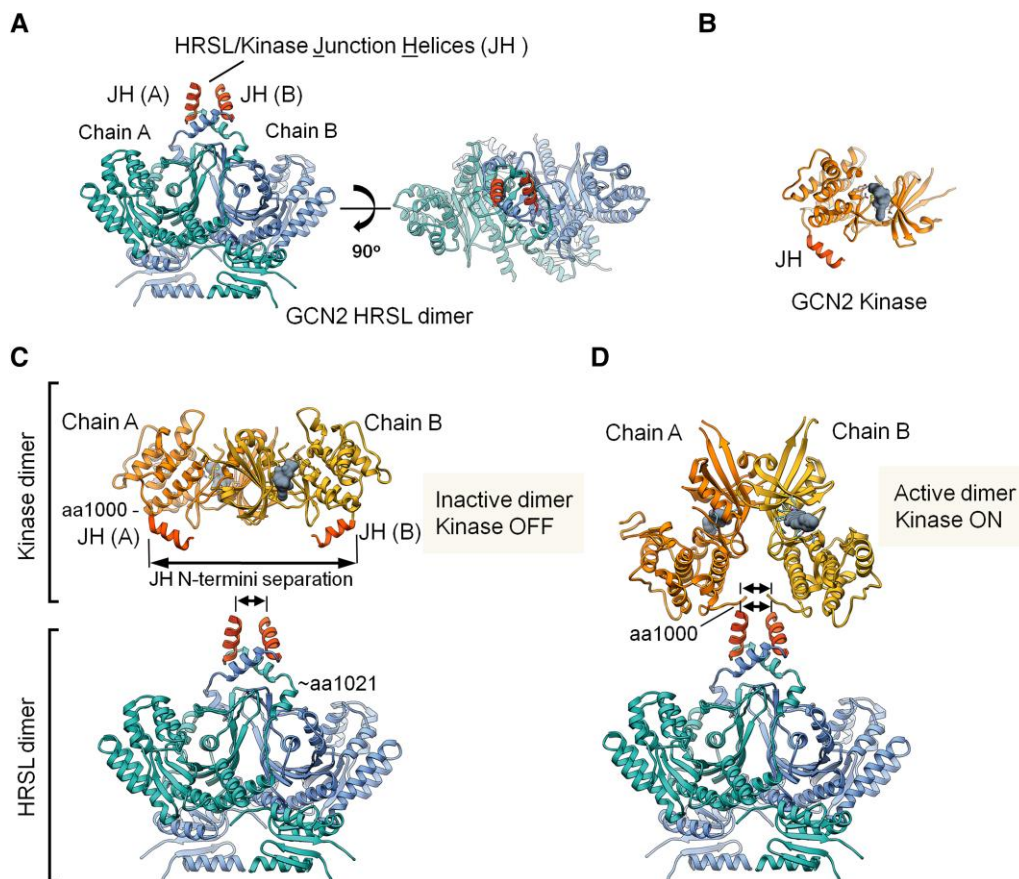 A
HRSL/Kinase Junction Helices (JH )
JH (A)
JH (B)
Chain A
Chain B
90º
GCN2 HRSL dimer
B
JH
GCN2 Kinase
C
Kinase dimer
Chain A
Chain B
aa1000 -
JH (A)
JH (B)
JH N-termini separation
Inactive dimer
Kinase OFF
HRSL dimer
~aa1021
D
Chain A
Chain B
Active dimer
Kinase ON
aa1000